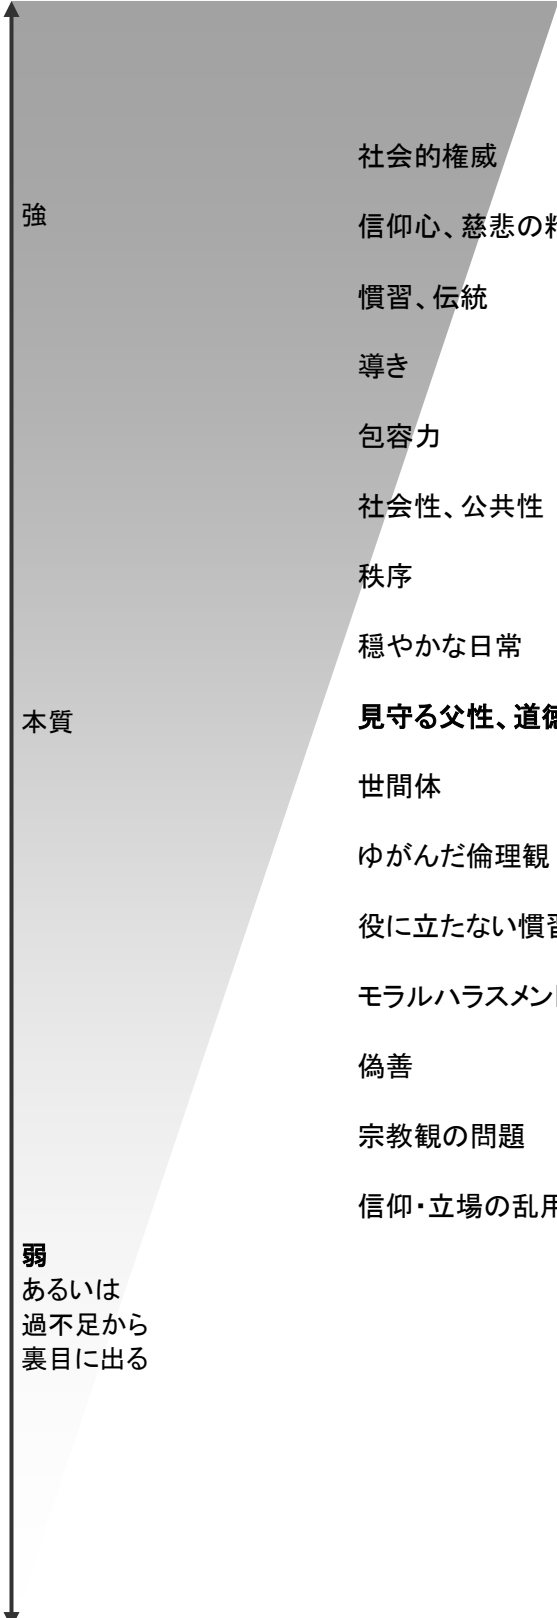 社会的権威
強
信仰心、慈悲の
慣習、伝統
導き
包容力
社会性、公共性
秩序
穏やかな日常
見守る父性、道徳
本質
世間体
ゆがんだ倫理観
役に立たない慣習
モラルハラスメント
偽善
宗教観の問題
信仰・立場の乱用
弱
あるいは
過不足から
裏目に出る